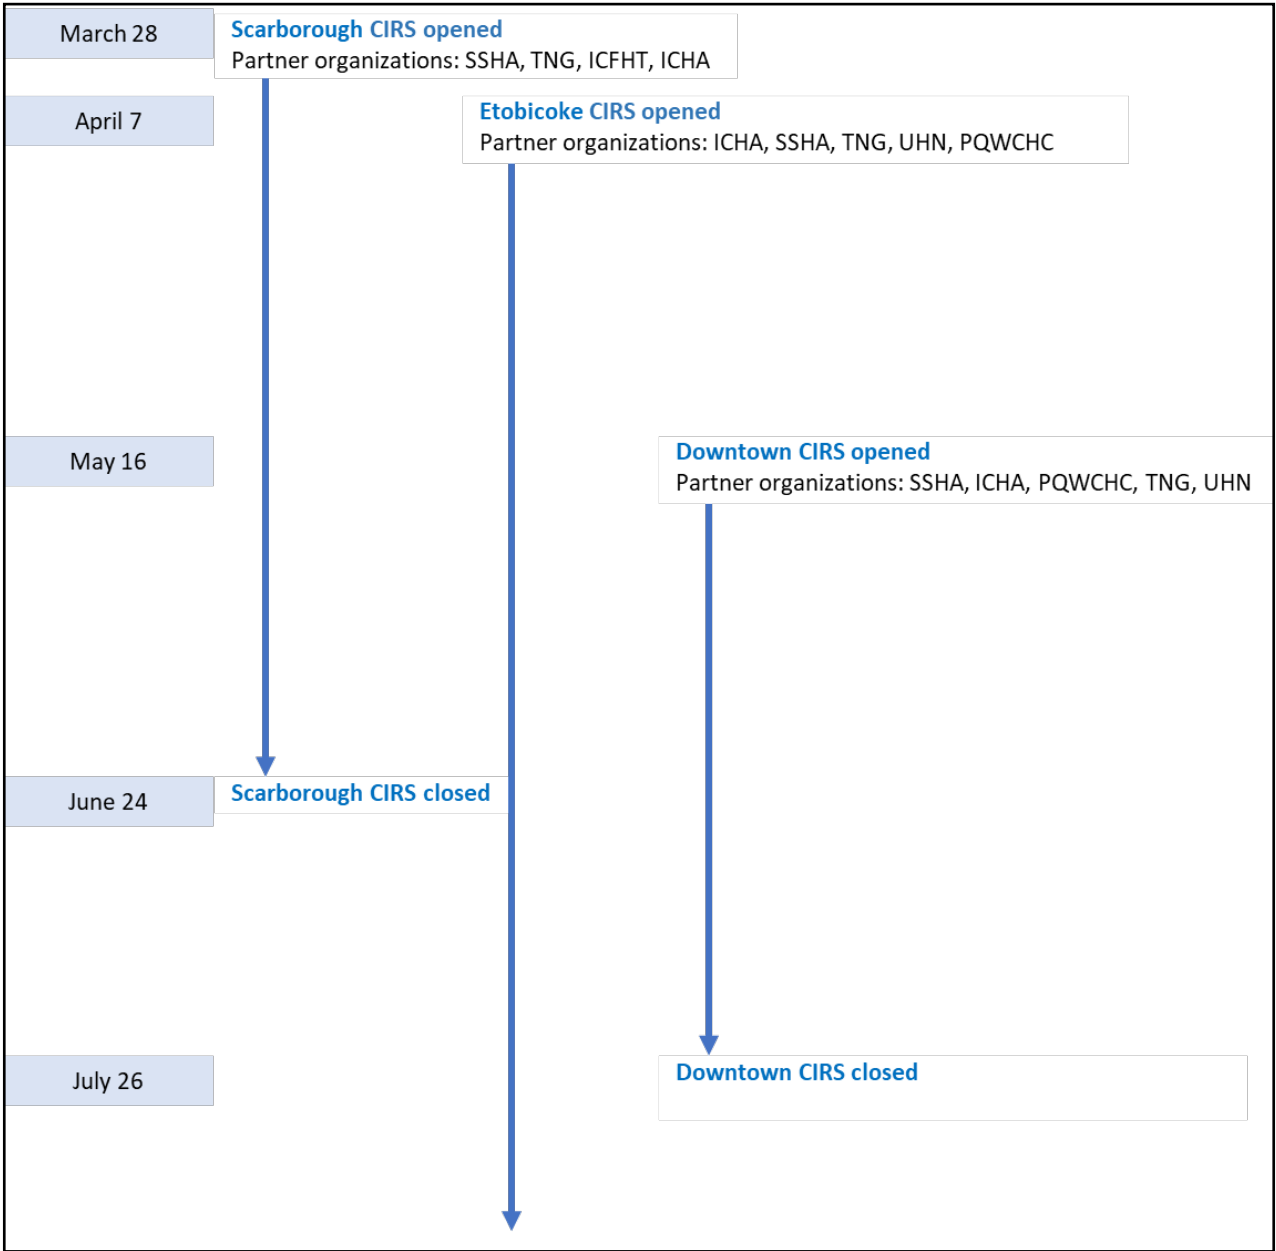 March 28
Scarborough CIRS opened
Partner organizations: SSHA, TNG, ICFHT, ICHA
April 7
Etobicoke CIRS opened
Partner organizations: ICHA, SSHA, TNG, UHN, PQWCHC
May 16
Downtown CIRS opened
Partner organizations: SSHA, ICHA, PQWCHC, TNG, UHN
June 24
Scarborough CIRS closed
July 26
Downtown CIRS closed